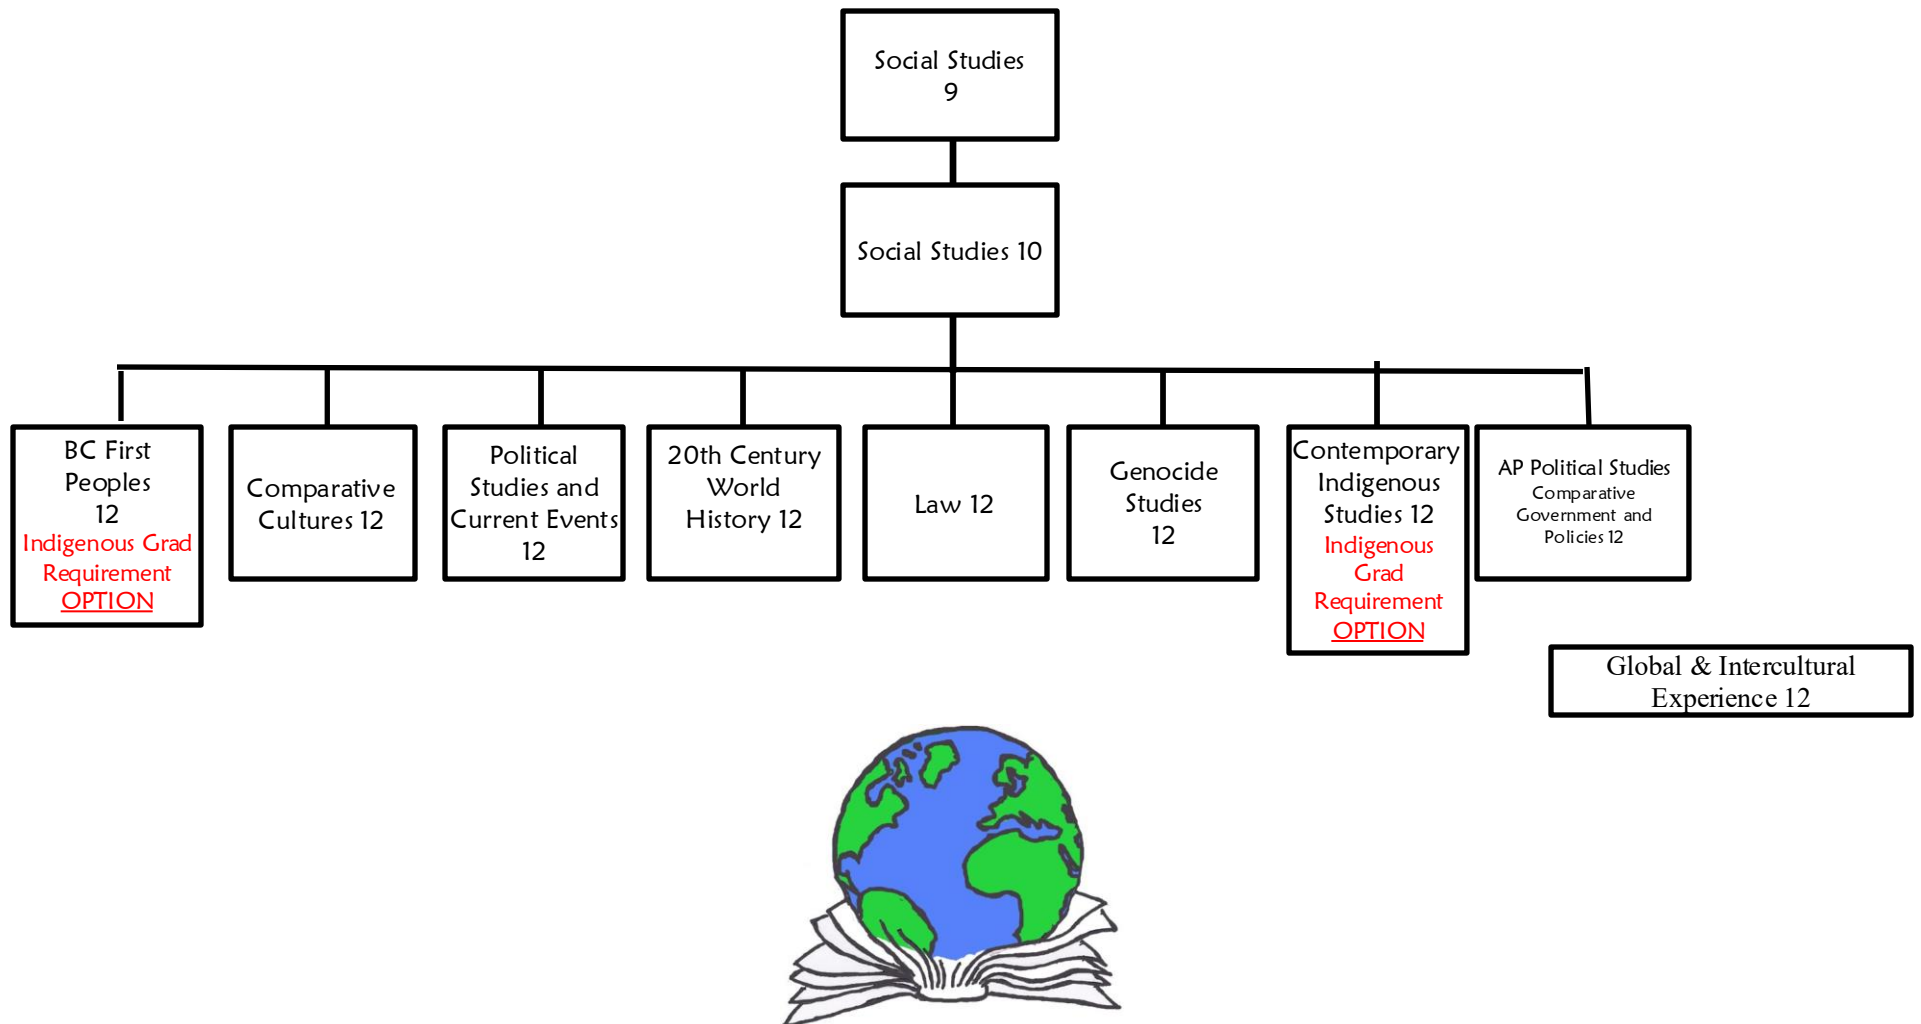 Social Studies
9
Social Studies 10
BC First
Peoples
12
Indigenous Grad
Requirement
OPTION
Comparative
Cultures 12
Political
Studies and
Current Events
12
20th Century
World
History 12
Law 12
Genocide
Studies
12
Contemporary
Indigenous
Studies 12
Indigenous
Grad
Requirement
OPTION
AP Political Studies
Comparative
Government and
Policies 12
Global & Intercultural
Experience 12